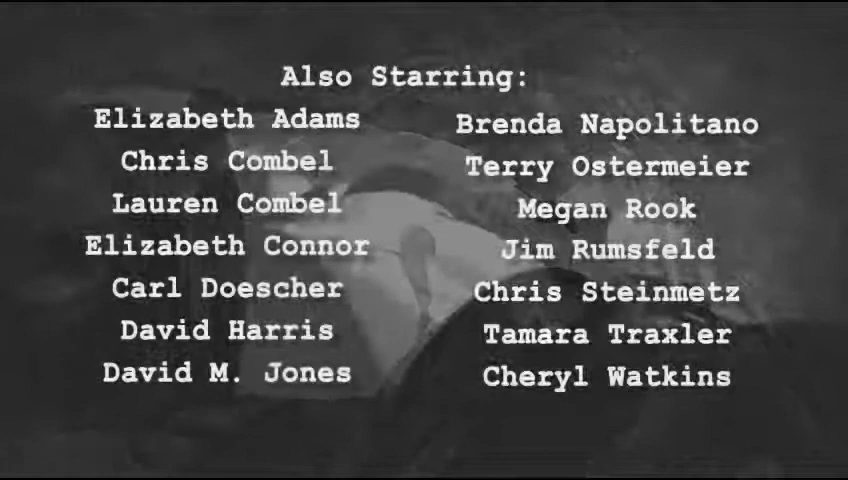 Also Starring:
Elizabeth Adams
Chris Combel
Lauren Combel
Elizabeth Connor
Carl Doescher
David Harris
David M. Jones
Brenda Napolitano
Terry Ostermeier
Megan Rook
Jim Rumsfeld
Chris Steinmetz
Tamara Traxler
Cheryl Watkins